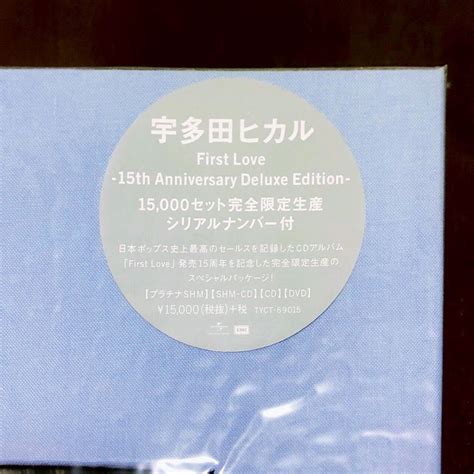 宇多田ヒカル
First Love
-15th Anniversary Deluxe Edition-
15,000セット完全限定生産
シリアルナンバー付
日本ポップス史上最高のセールスを記録したCDアルバム
「First Love」発売15周年を記念した完全限定生産の
スペシャルパッケージ!
【プラチナSHM】【SHM-CD】【CD】【DVD】
¥15,000(税抜)+税 TYCT-69015